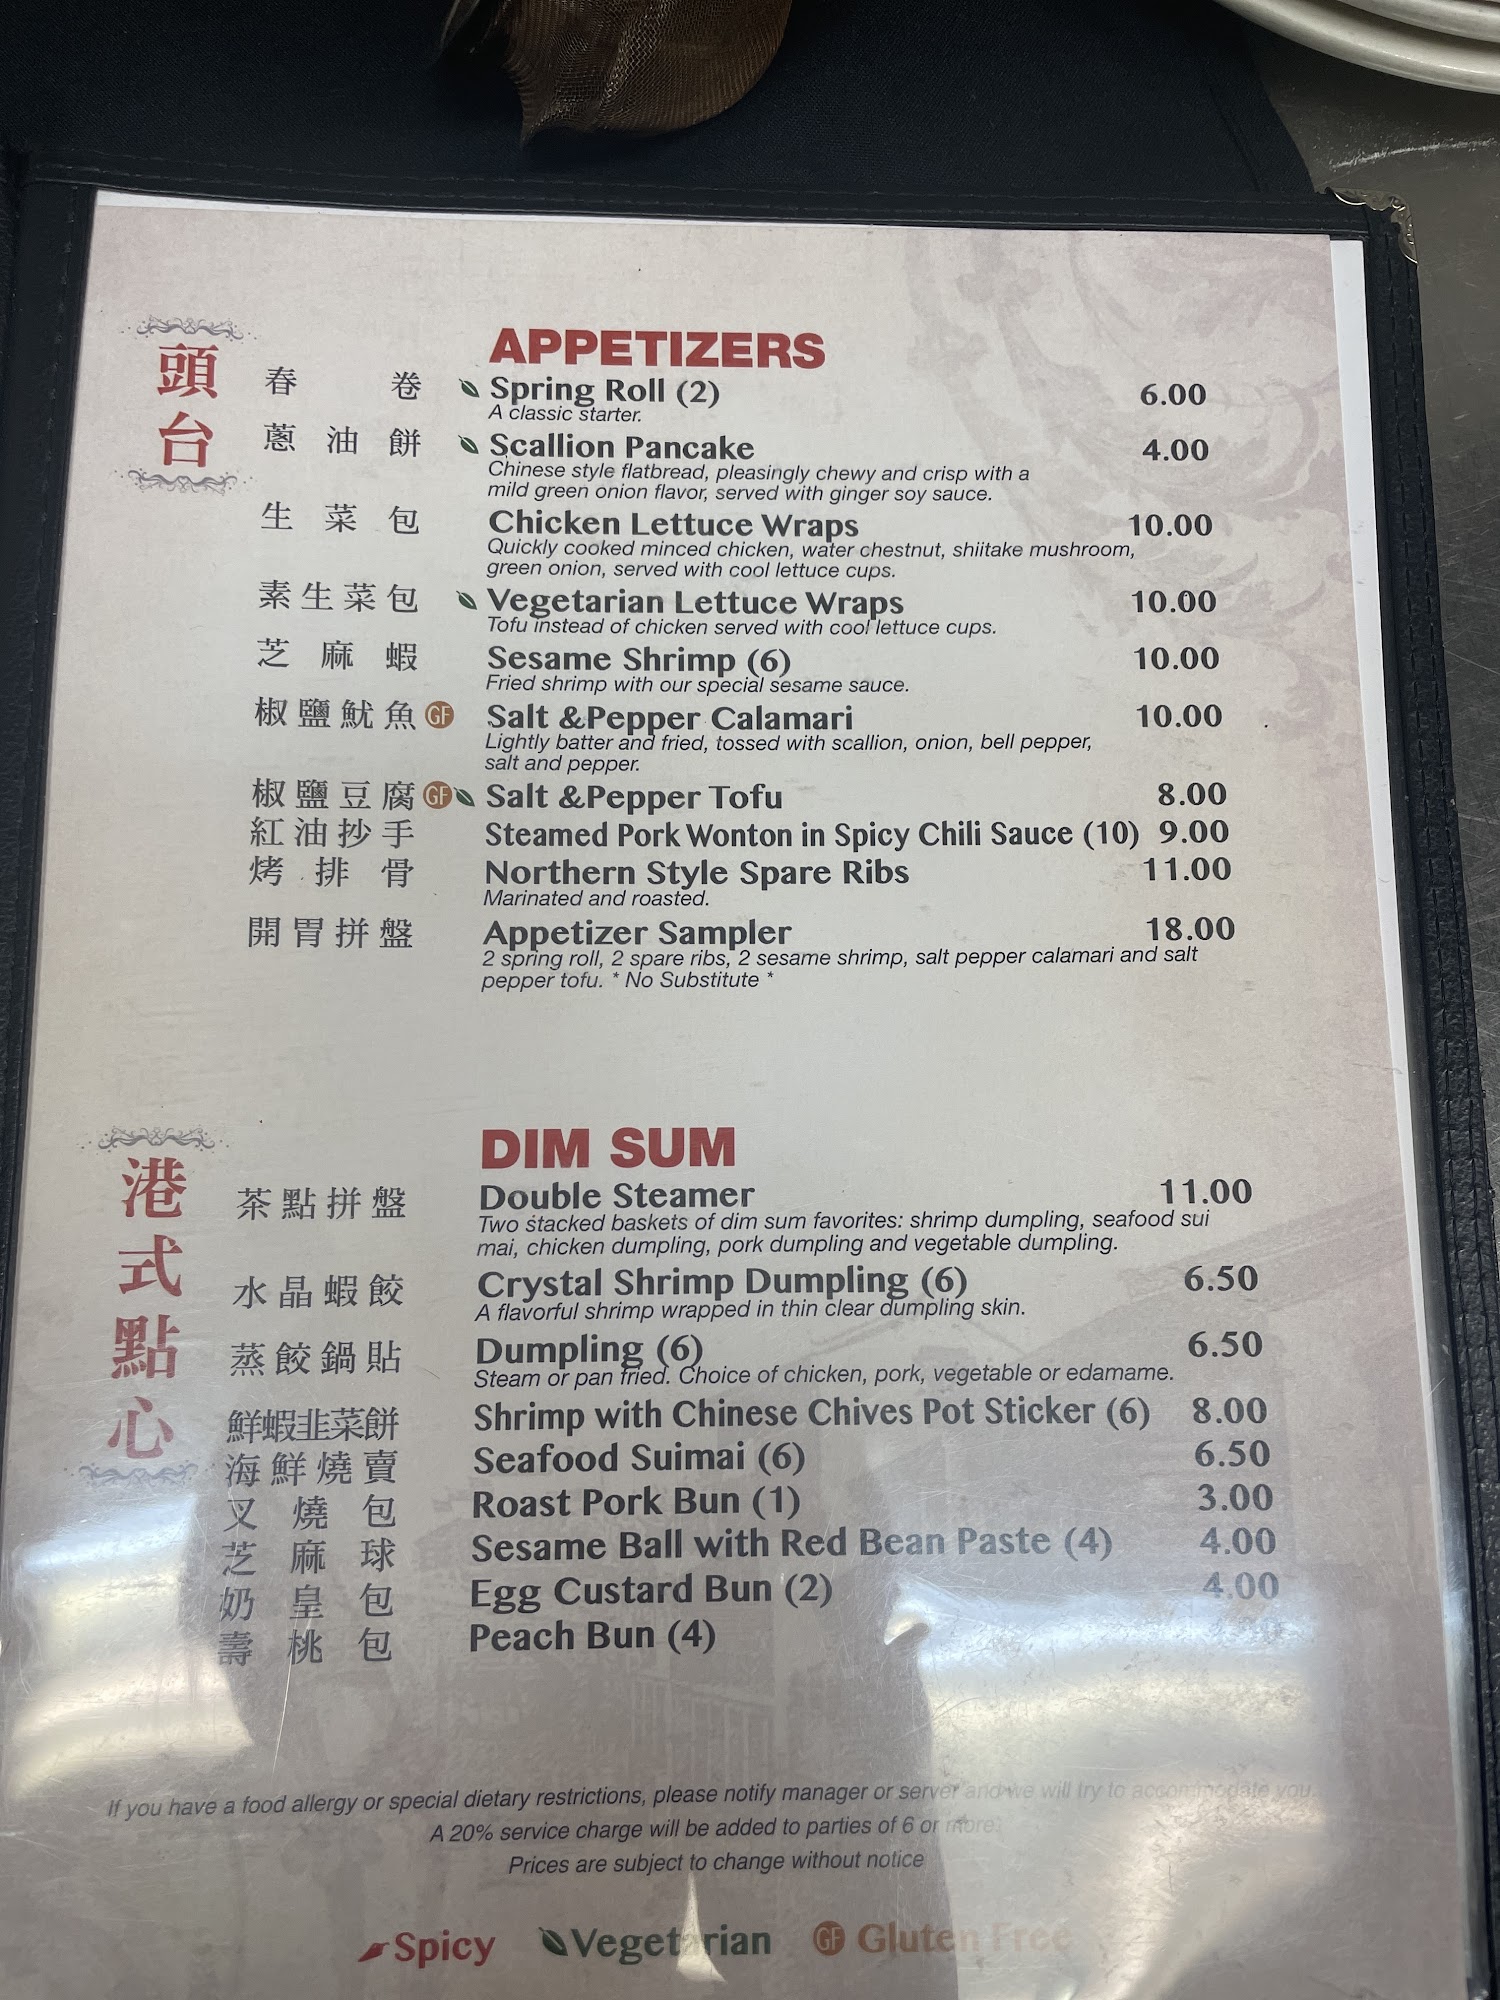 頭台
APPETIZERS
春卷 Spring Roll (2) 6.00
A classic starter.
蔥油餅 Scallion Pancake 4.00
Chinese style flatbread, pleasingly chewy and crisp with a
mild green onion flavor, served with ginger soy sauce.
生菜包 Chicken Lettuce Wraps 10.00
Quickly cooked minced chicken, water chestnut, shiitake mushroom,
green onion, served with cool lettuce cups.
素生菜包 Vegetarian Lettuce Wraps 10.00
Tofu instead of chicken served with cool lettuce cups.
芝麻蝦 Sesame Shrimp (6) 10.00
Fried shrimp with our special sesame sauce.
椒鹽魷魚 GF Salt &Pepper Calamari 10.00
Lightly batter and fried, tossed with scallion, onion, bell pepper,
salt and pepper.
椒鹽豆腐 GF Salt &Pepper Tofu 8.00
紅油抄手 Steamed Pork Wonton in Spicy Chili Sauce (10) 9.00
烤排骨 Northern Style Spare Ribs 11.00
Marinated and roasted.
開胃拼盤 Appetizer Sampler 18.00
2 spring roll, 2 spare ribs, 2 sesame shrimp, salt pepper calamari and salt
pepper tofu. * No Substitute *
港式點心
DIM SUM
茶點拼盤 Double Steamer 11.00
Two stacked baskets of dim sum favorites: shrimp dumpling, seafood sui
mai, chicken dumpling, pork dumpling and vegetable dumpling.
水晶蝦餃 Crystal Shrimp Dumpling (6) 6.50
A flavorful shrimp wrapped in thin clear dumpling skin.
蒸餃鍋貼 Dumpling (6) 6.50
Steam or pan fried. Choice of chicken, pork, vegetable or edamame.
鮮蝦韭菜餅 Shrimp with Chinese Chives Pot Sticker (6) 8.00
海鮮燒賣 Seafood Suimai (6) 6.50
叉燒包 Roast Pork Bun (1) 3.00
芝麻球 Sesame Ball with Red Bean Paste (4) 4.00
奶皇包 Egg Custard Bun (2) 4.00
壽桃包 Peach Bun (4)
If you have a food allergy or special dietary restrictions, please notify manager or server and we will try to accommodate you.
A 20% service charge will be added to parties of 6 or more.
Prices are subject to change without notice
Spicy Vegetarian GF Gluten Free